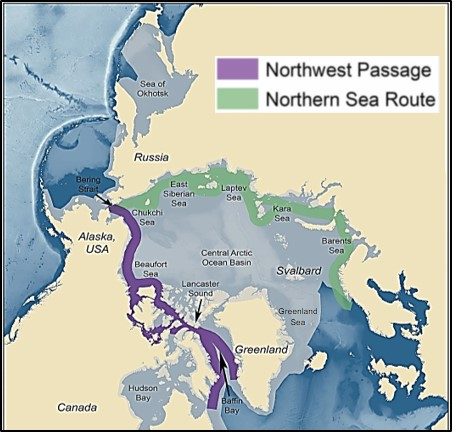 Northwest Passage
Northern Sea Route
Sea of
Okhotsk
Russia
Bering
Strait
East
Siberian
Sea
Laptev
Sea
Chukchi
Sea
Kara
Sea
Alaska,
USA
Barents
Sea
Central Arctic
Ocean Basin
Beaufort
Sea
Svalbard
Lancaster
Sound
Greenland
Sea
Greenland
Hudson
Bay
Baffin
Bay
Canada